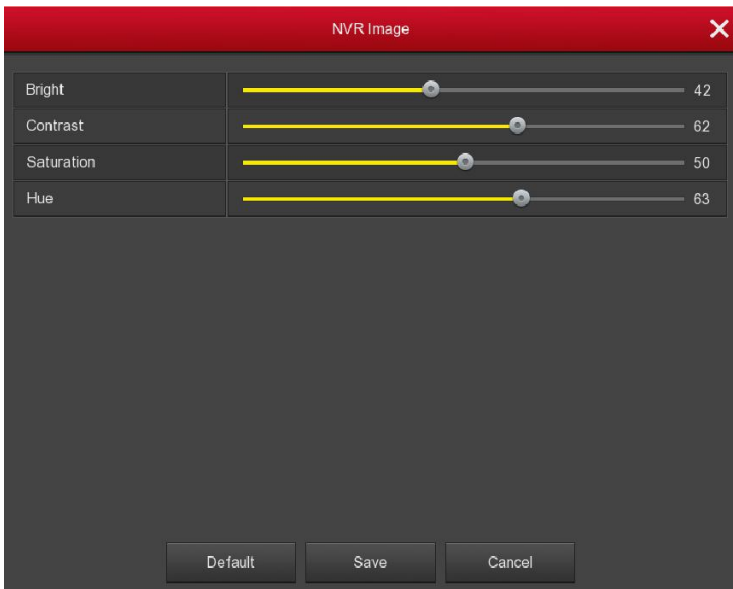 NVR Image
Bright 42
Contrast 62
Saturation 50
Hue 63
Default Save Cancel